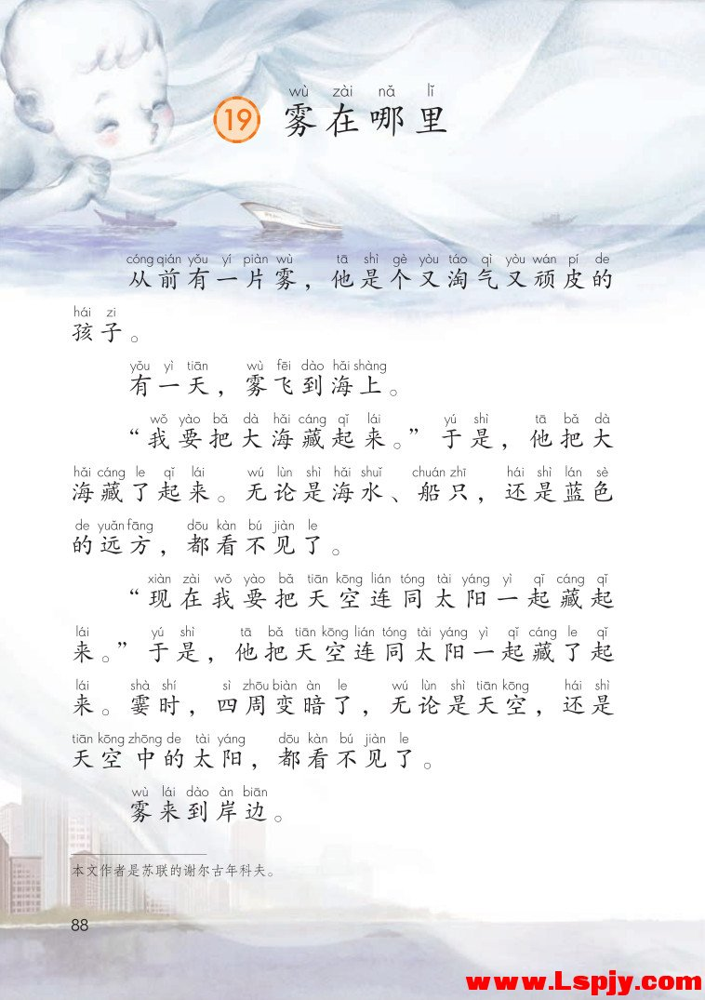 wù zài nǎ lǐ
19 雾在哪里
cóng qián yǒu yí piàn wù tā shì gè yòu táo qì yòu wán pí de
从前有一片雾，他是个又淘气又顽皮的
hái zi
孩子。
yǒu yì tiān wù fēi dào hǎi shàng
有一天，雾飞到海上。
wǒ yào bǎ dà hǎi cáng qǐ lái yú shì tā bǎ dà
“我要把大海藏起来。”于是，他把大
hǎi cáng le qǐ lái wú lùn shì hǎi shuǐ chuán zhī hái shì lán sè
海藏了起来。无论是海水、船只，还是蓝色
de yuǎn fāng dōu kàn bú jiàn le
的远方，都看不见了。
xiàn zài wǒ yào bǎ tiān kōng lián tóng tài yáng yì qǐ cáng qǐ
“现在我要把天空连同太阳一起藏起
lái yú shì tā bǎ tiān kōng lián tóng tài yáng yì qǐ cáng le qǐ
来。”于是，他把天空连同太阳一起藏了起
lái shà shí sì zhōu biàn àn le wú lùn shì tiān kōng hái shì
来。霎时，四周变暗了，无论是天空，还是
tiān kōng zhōng de tài yáng dōu kàn bú jiàn le
天空中的太阳，都看不见了。
wù lái dào àn biān
雾来到岸边。
本文作者是苏联的谢尔古年科夫。
88
www.Lspjy.com